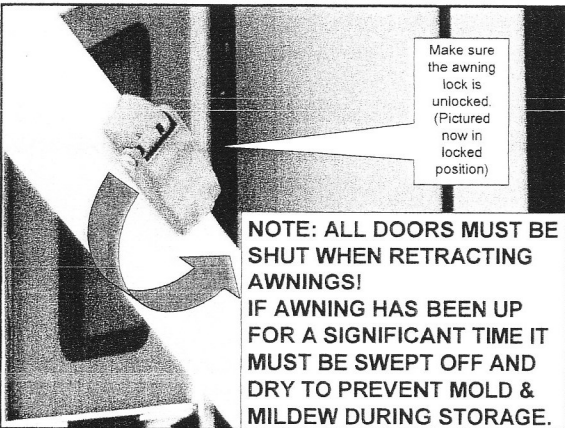 Make sure
the awning
lock is
unlocked.
(Pictured
now in
locked
position)
NOTE: ALL DOORS MUST BE
SHUT WHEN RETRACTING
AWNINGS!
IF AWNING HAS BEEN UP
FOR A SIGNIFICANT TIME IT
MUST BE SWEPT OFF AND
DRY TO PREVENT MOLD &
MILDEW DURING STORAGE.